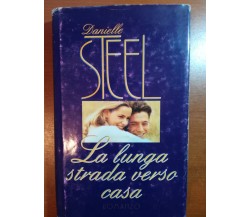 Danielle
STEEL
La lunga
strada verso
casa